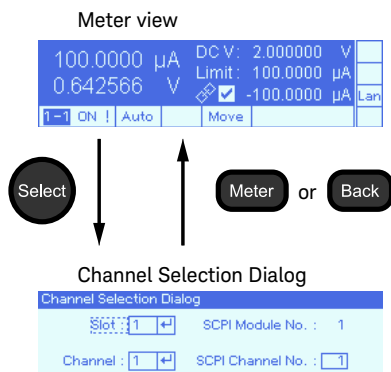 Meter view
100.0000 µA DC V: 2.000000 V
0.642566 V Limit: 100.0000 µA
-100.0000 µA Lan
1-1 ON ! Auto Move
Select
Meter or Back
Channel Selection Dialog
Channel Selection Dialog
Slot : 1 SCPI Module No. : 1
Channel : 1 SCPI Channel No. : 1